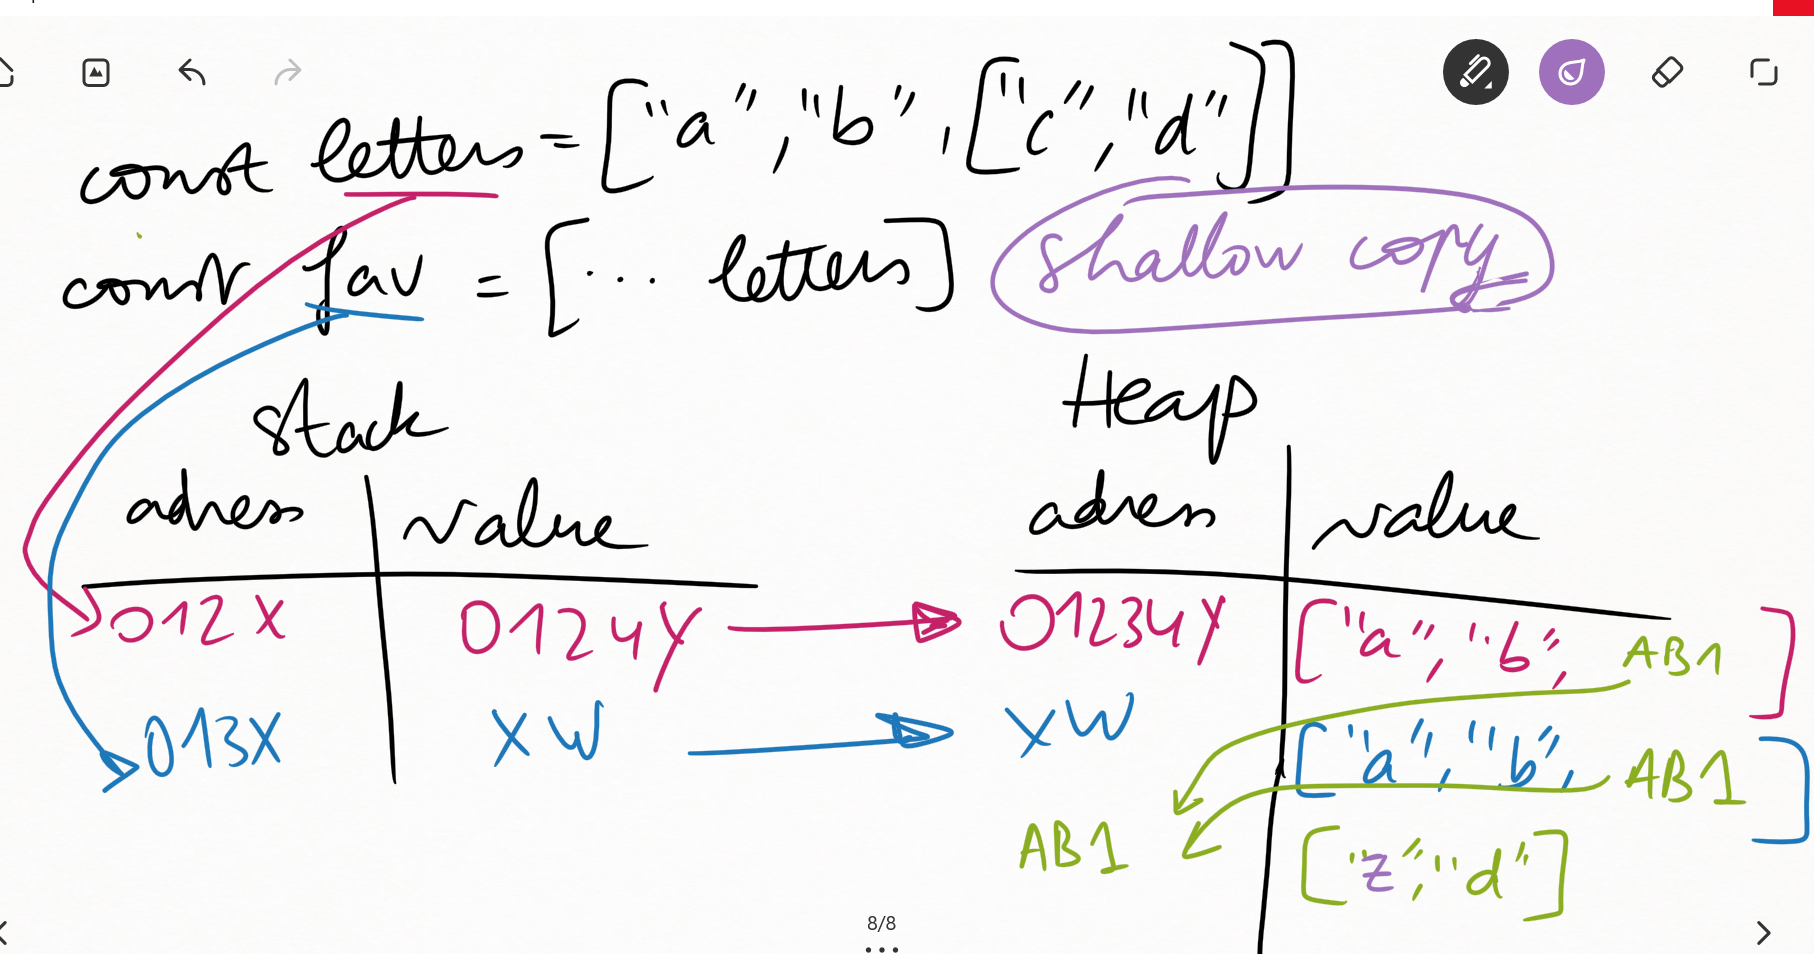 const letters = ["a", "b", ["c", "d"]]
const fav = [... letters]
shallow copy
Stack
Heap
adress value
adress value
012X 0124Y
01234Y ["a", "b", AB1]
013X XW
XW ["a", "b", AB1]
AB1 ["z", "d"]
8/8